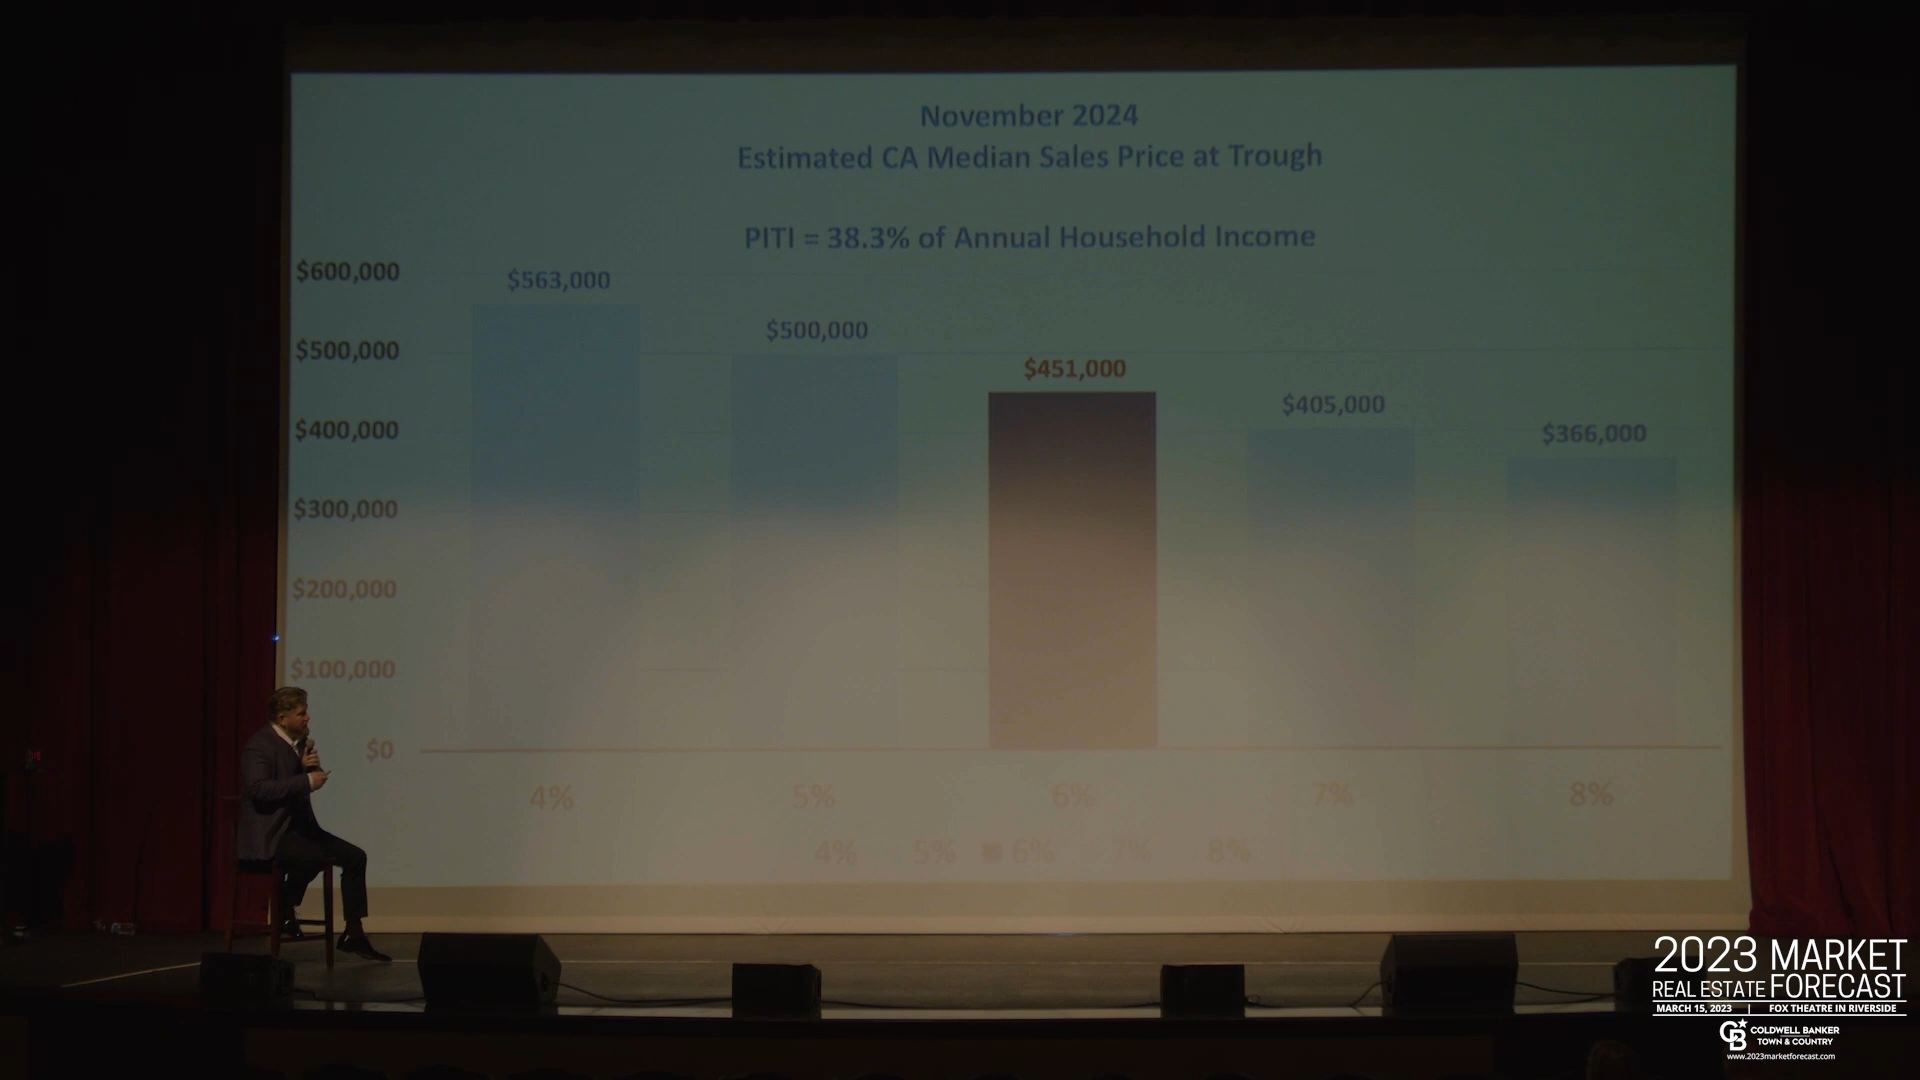 November 2024
Estimated CA Median Sales Price at Trough
PITI = 38.3% of Annual Household Income
$600,000
$500,000
$400,000
$300,000
$200,000
$100,000
$0
$563,000
$500,000
$451,000
$405,000
$366,000
4% 5% 6% 7% 8%
4% 5% 6% 7% 8%
2023 MARKET
REAL ESTATE FORECAST
MARCH 15, 2023 | FOX THEATRE IN RIVERSIDE
CB COLDWELL BANKER
TOWN & COUNTRY
www.2023marketforecast.com